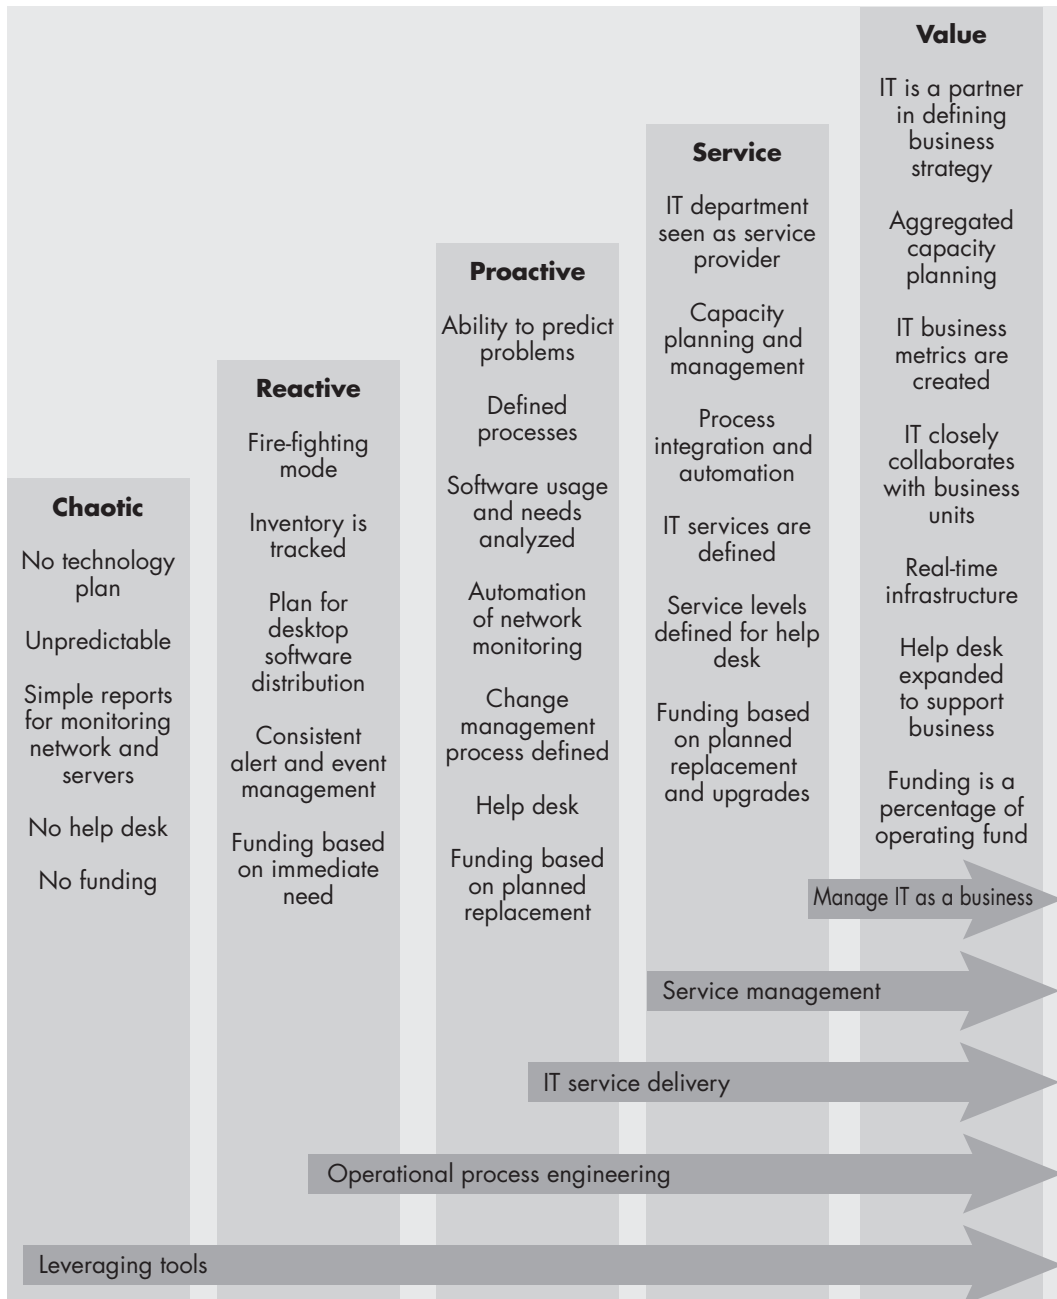 Chaotic
No technology
plan
Unpredictable
Simple reports
for monitoring
network and
servers
No help desk
No funding
Reactive
Fire-fighting
mode
Inventory is
tracked
Plan for
desktop
software
distribution
Consistent
alert and event
management
Funding based
on immediate
need
Proactive
Ability to predict
problems
Defined
processes
Software usage
and needs
analyzed
Automation
of network
monitoring
Change
management
process defined
Help desk
Funding based
on planned
replacement
Service
IT department
seen as service
provider
Capacity
planning and
management
Process
integration and
automation
IT services are
defined
Service levels
defined for help
desk
Funding based
on planned
replacement
and upgrades
Value
IT is a partner
in defining
business
strategy
Aggregated
capacity
planning
IT business
metrics are
created
IT closely
collaborates
with business
units
Real-time
infrastructure
Help desk
expanded
to support
business
Funding is a
percentage of
operating fund
Manage IT as a business
Service management
IT service delivery
Operational process engineering
Leveraging tools